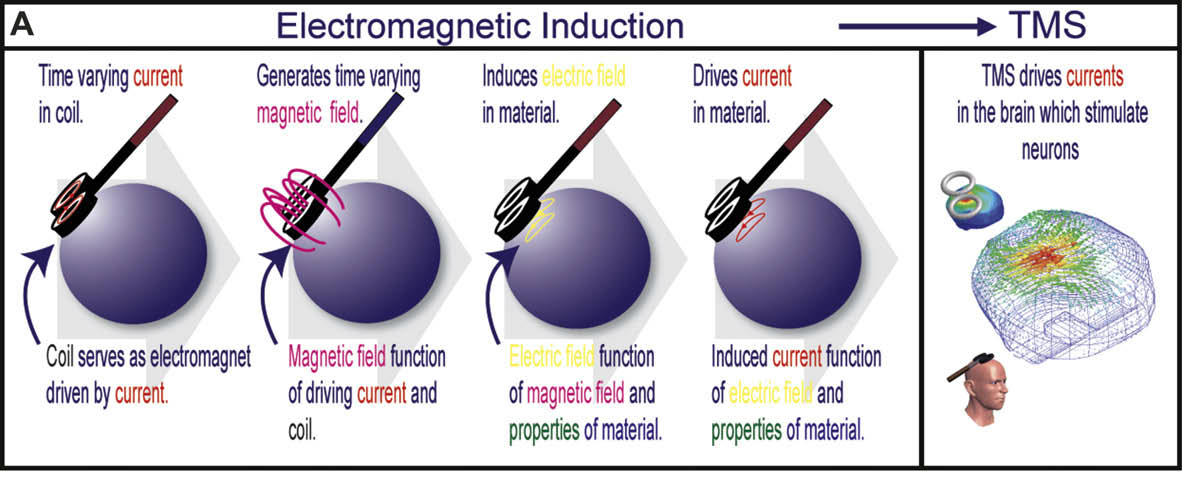 A
Electromagnetic Induction
TMS
Time varying current
in coil.
Coil serves as electromagnet
driven by current.
Generates time varying
magnetic field.
Magnetic field function
of driving current and
coil.
Induces electric field
in material.
Electric field function
of magnetic field and
properties of material.
Drives current
in material.
Induced current function
of electric field and
properties of material.
TMS drives currents
in the brain which stimulate
neurons